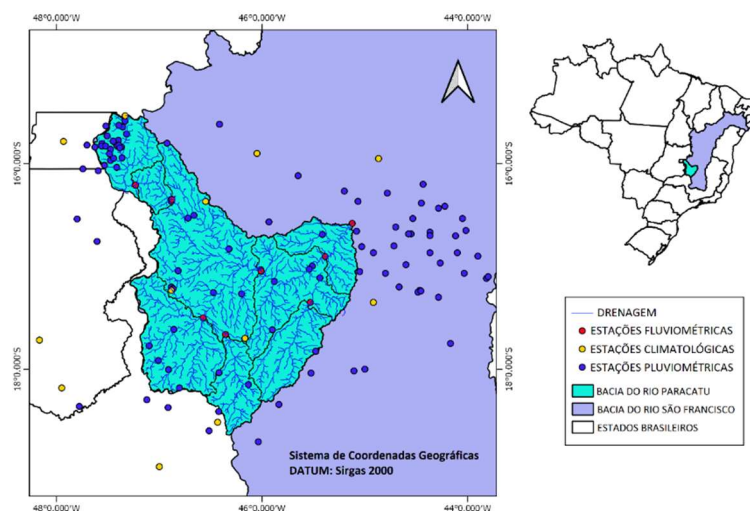 48°0.000'W
46°0.000'W
44°0.000'W
16°0.000'S
16°0.000'S
18°0.000'S
18°0.000'S
Sistema de Coordenadas Geográficas
DATUM: Sirgas 2000
48°0.000'W
46°0.000'W
44°0.000'W
DRENAGEM
ESTAÇÕES FLUVIOMÉTRICAS
ESTAÇÕES CLIMATOLÓGICAS
ESTAÇÕES PLUVIOMÉTRICAS
BACIA DO RIO PARACATU
BACIA DO RIO SÃO FRANCISCO
ESTADOS BRASILEIROS